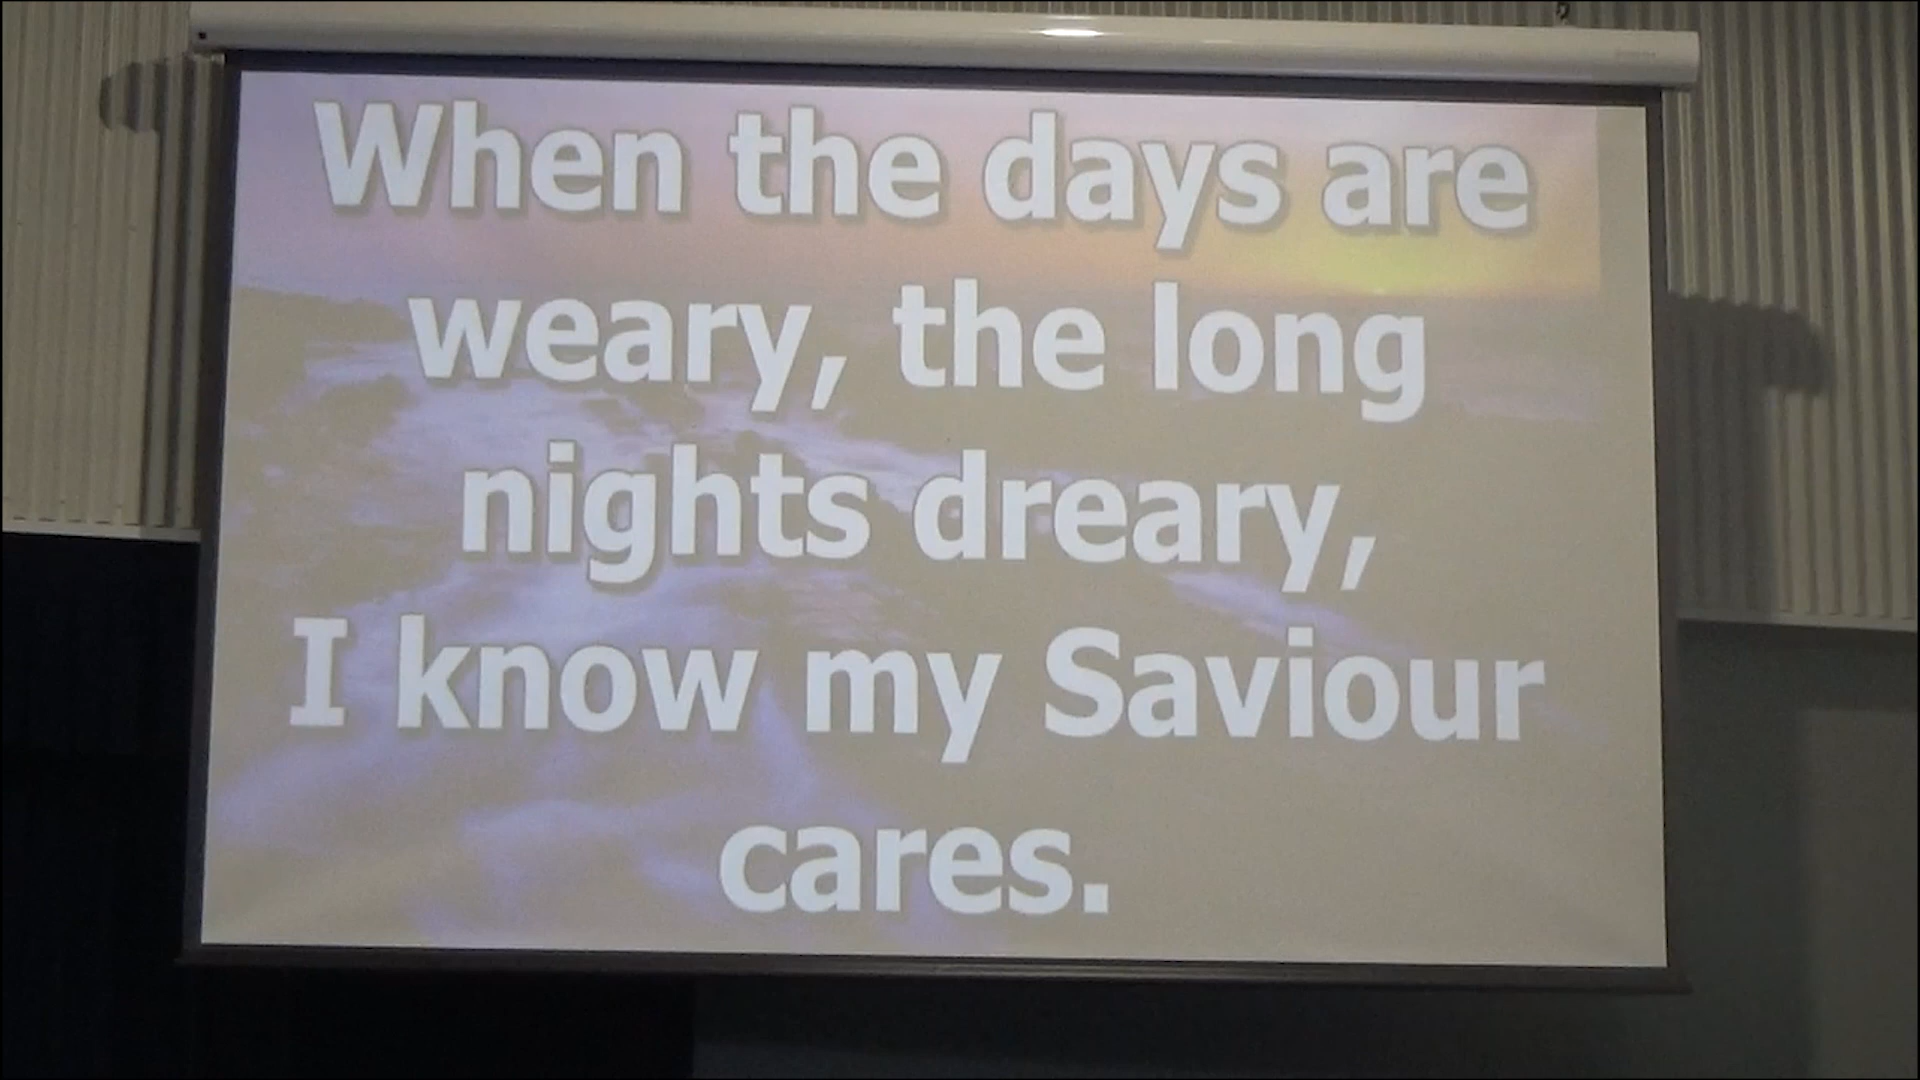 When the days are
weary, the long
nights dreary,
I know my Saviour
cares.